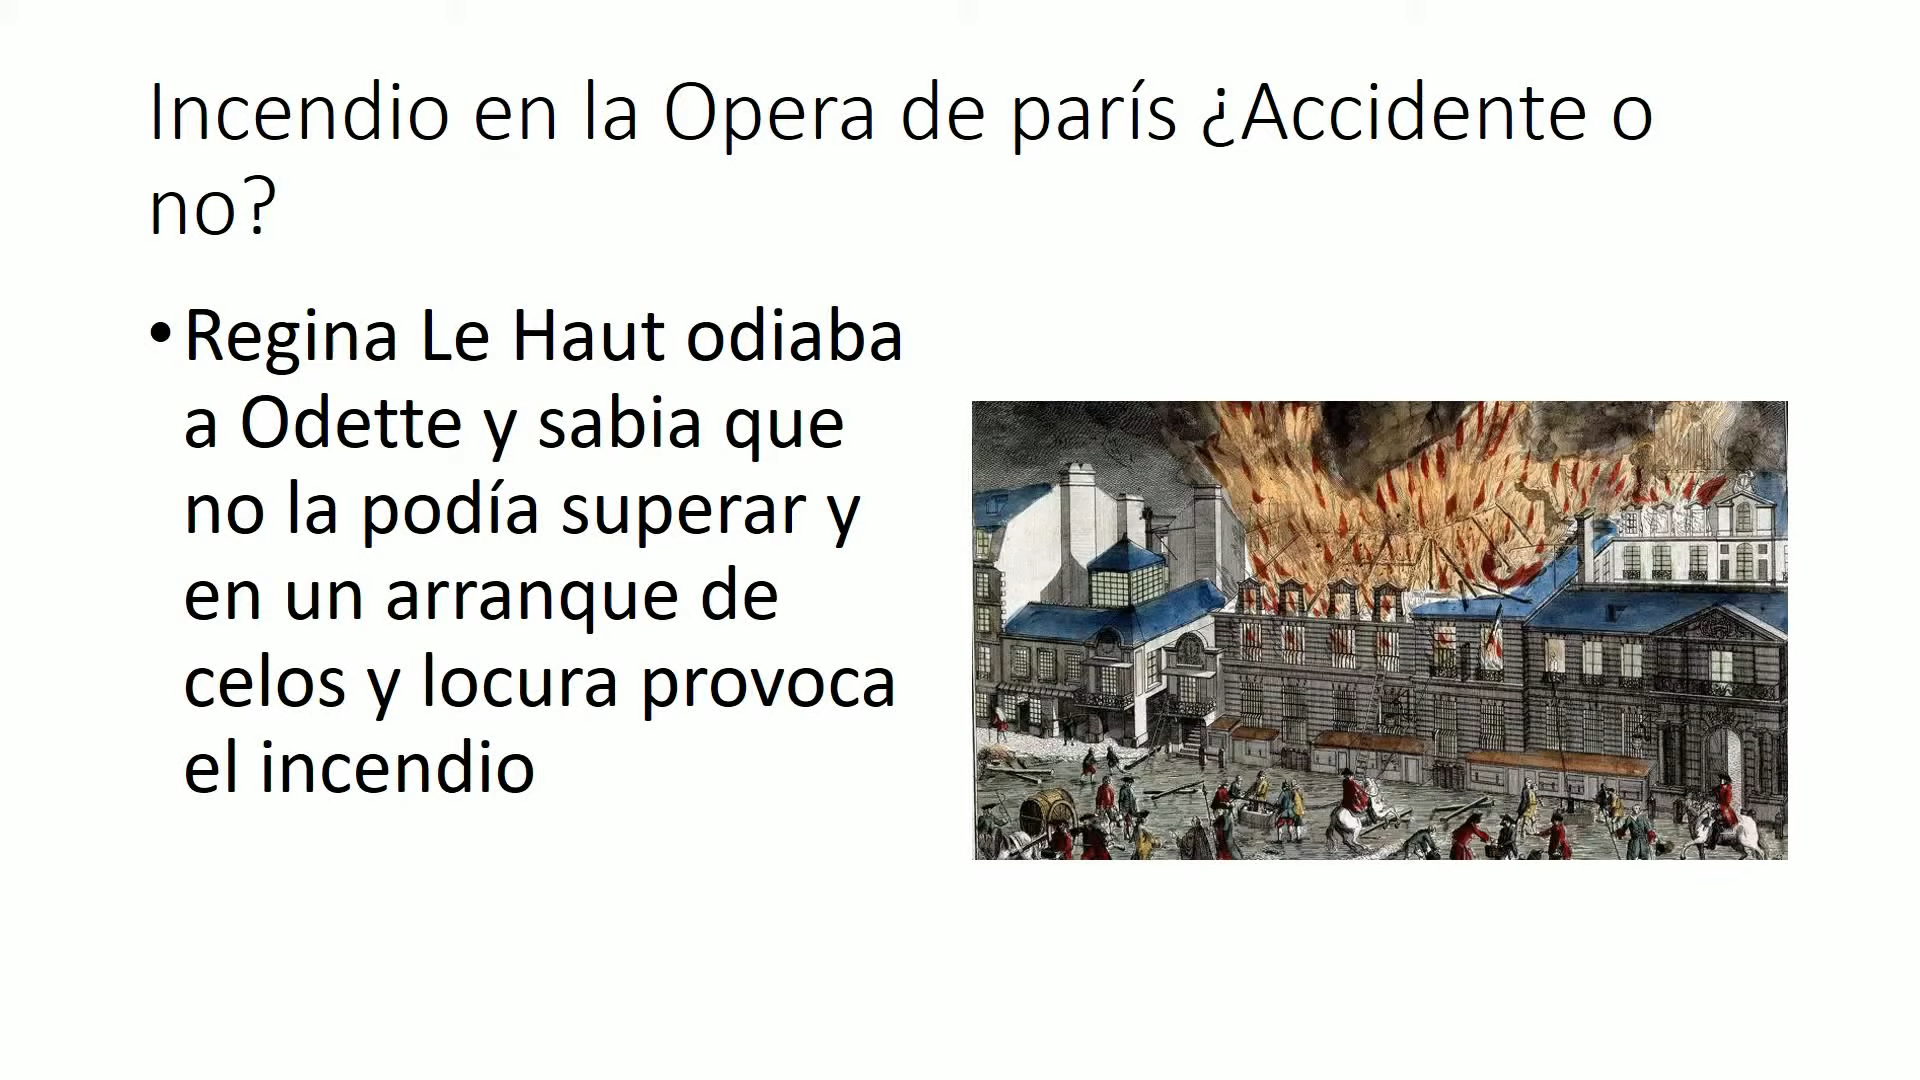 Incendio en la Opera de parís ¿Accidente o
no?
• Regina Le Haut odiaba
a Odette y sabia que
no la podía superar y
en un arranque de
celos y locura provoca
el incendio